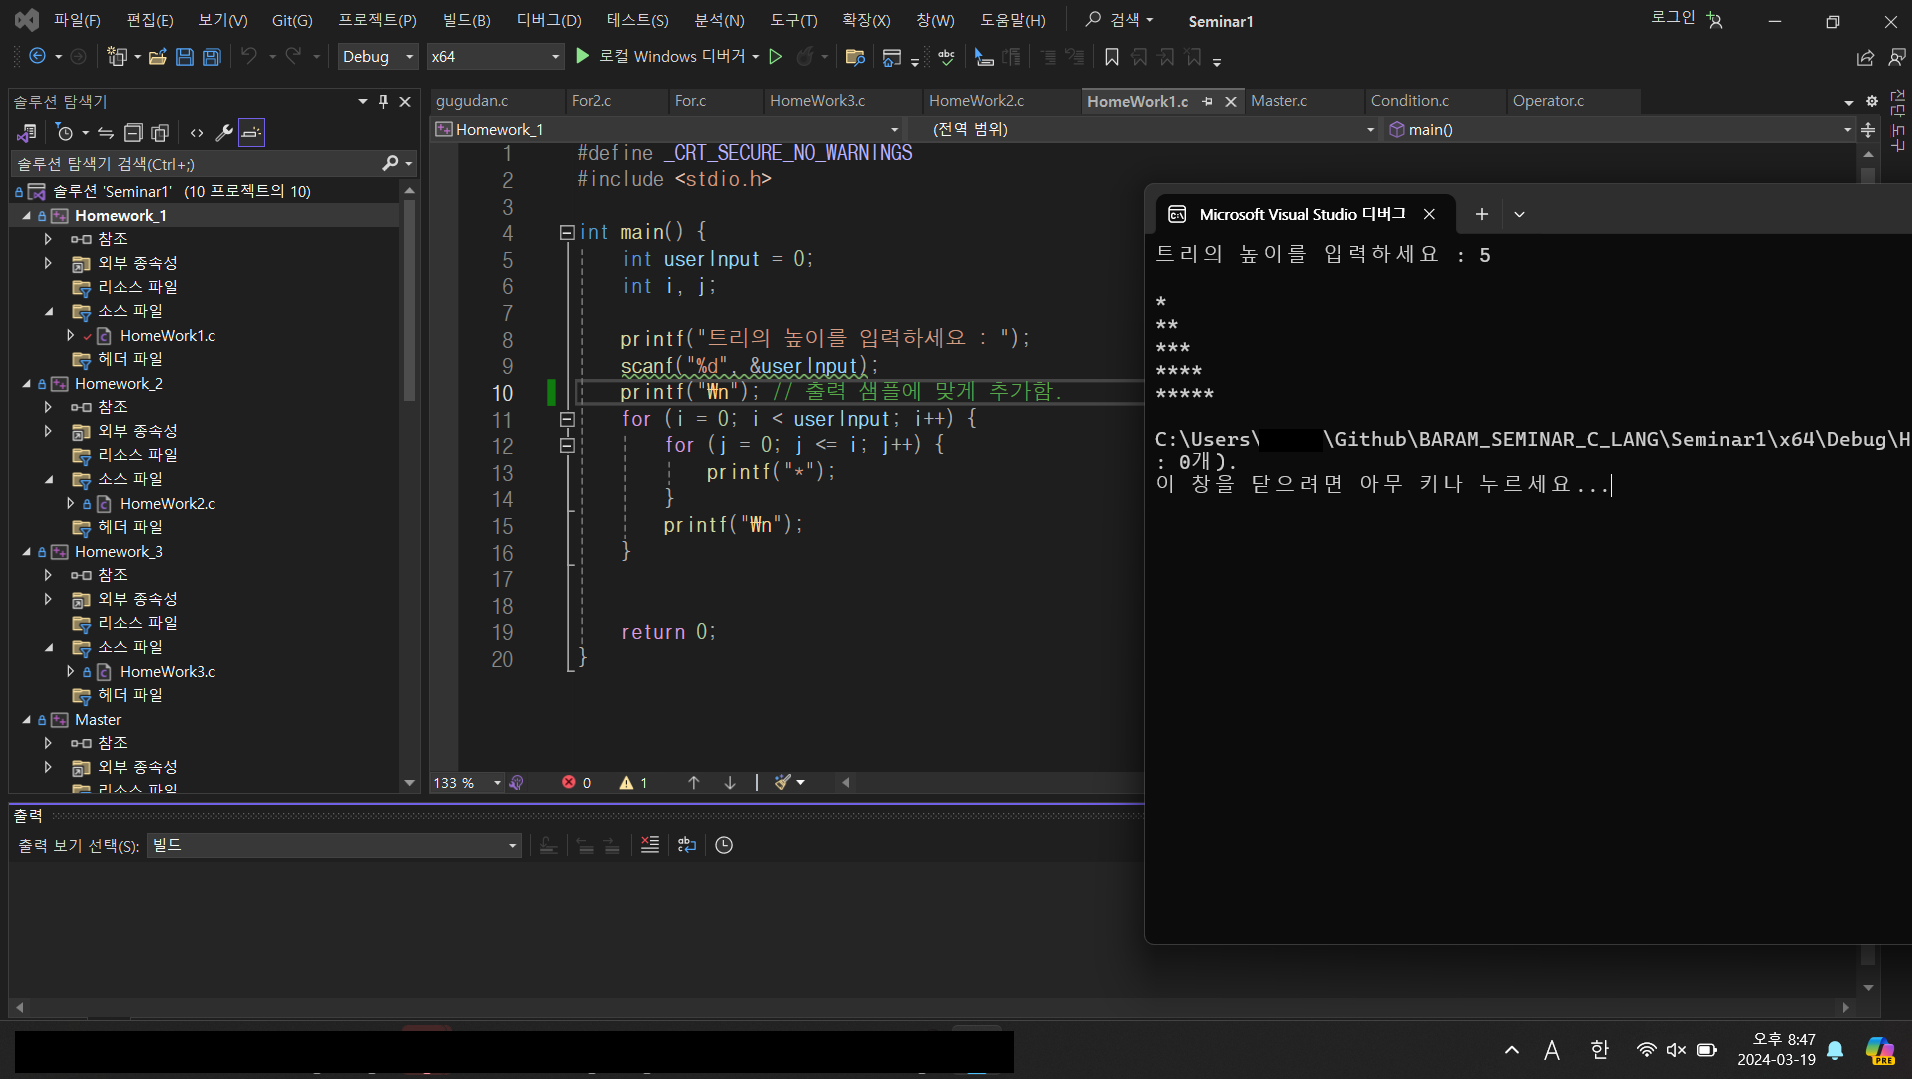 파일(F) 편집(E) 보기(V) Git(G) 프로젝트(P) 빌드(B) 디버그(D) 테스트(S) 분석(N) 도구(T) 확장(X) 창(W) 도움말(H) 검색 Seminar1 로그인
Debug x64 로컬 Windows 디버거
솔루션 탐색기
솔루션 탐색기 검색(Ctrl+;)
솔루션 'Seminar1' (10 프로젝트의 10)
Homework_1
참조
외부 종속성
리소스 파일
소스 파일
HomeWork1.c
헤더 파일
Homework_2
참조
외부 종속성
리소스 파일
소스 파일
HomeWork2.c
헤더 파일
Homework_3
참조
외부 종속성
리소스 파일
소스 파일
HomeWork3.c
헤더 파일
Master
참조
외부 종속성
리소스 파일
gugudan.c For2.c For.c HomeWork3.c HomeWork2.c HomeWork1.c Master.c Condition.c Operator.c
진단 도구
Homework_1 (전역 범위) main()
1 #define _CRT_SECURE_NO_WARNINGS
2 #include <stdio.h>
3
4 int main() {
5 int userInput = 0;
6 int i, j;
7
8 printf("트리의 높이를 입력하세요 : ");
9 scanf("%d", &userInput);
10 printf("₩n"); // 출력 샘플에 맞게 추가함.
11 for (i = 0; i < userInput; i++) {
12 for (j = 0; j <= i; j++) {
13 printf("*");
14 }
15 printf("₩n");
16 }
17
18
19 return 0;
20 }
133 % 0 1
Microsoft Visual Studio 디버그
트리의 높이를 입력하세요 : 5
*
**
***
****
*****
C:\Users\ \Github\BARAM_SEMINAR_C_LANG\Seminar1\x64\Debug\H
: 0개).
이 창을 닫으려면 아무 키나 누르세요...
출력
출력 보기 선택(S): 빌드
A 한 오후 8:47
2024-03-19
PRE